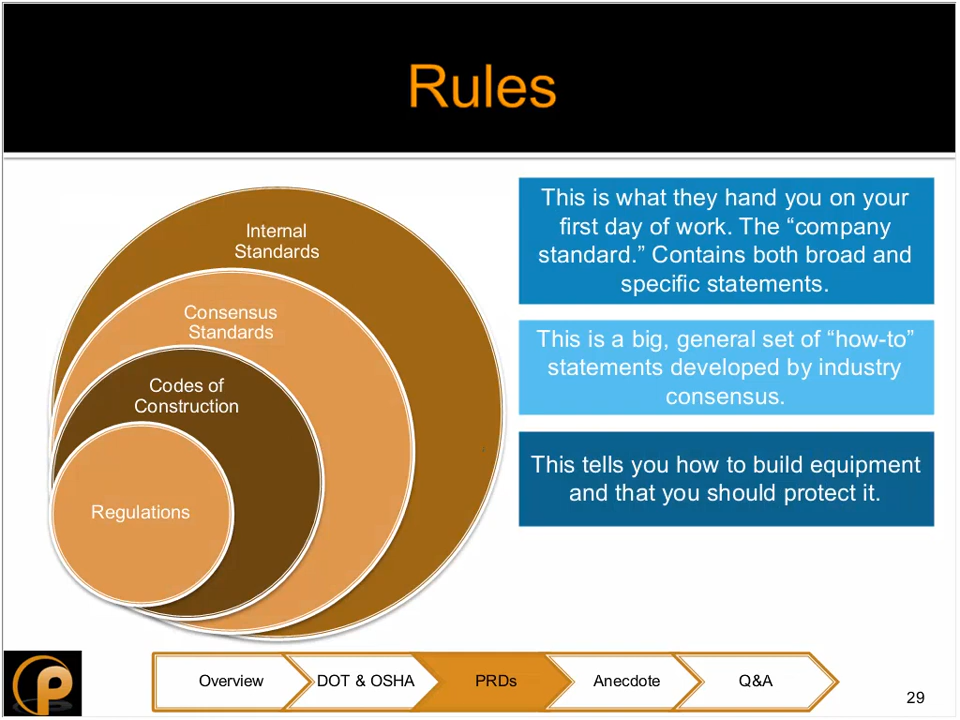 Rules
Internal
Standards
Consensus
Standards
Codes of
Construction
Regulations
This is what they hand you on your
first day of work. The “company
standard.” Contains both broad and
specific statements.
This is a big, general set of “how-to”
statements developed by industry
consensus.
This tells you how to build equipment
and that you should protect it.
P
Overview
DOT & OSHA
PRDs
Anecdote
Q&A
29